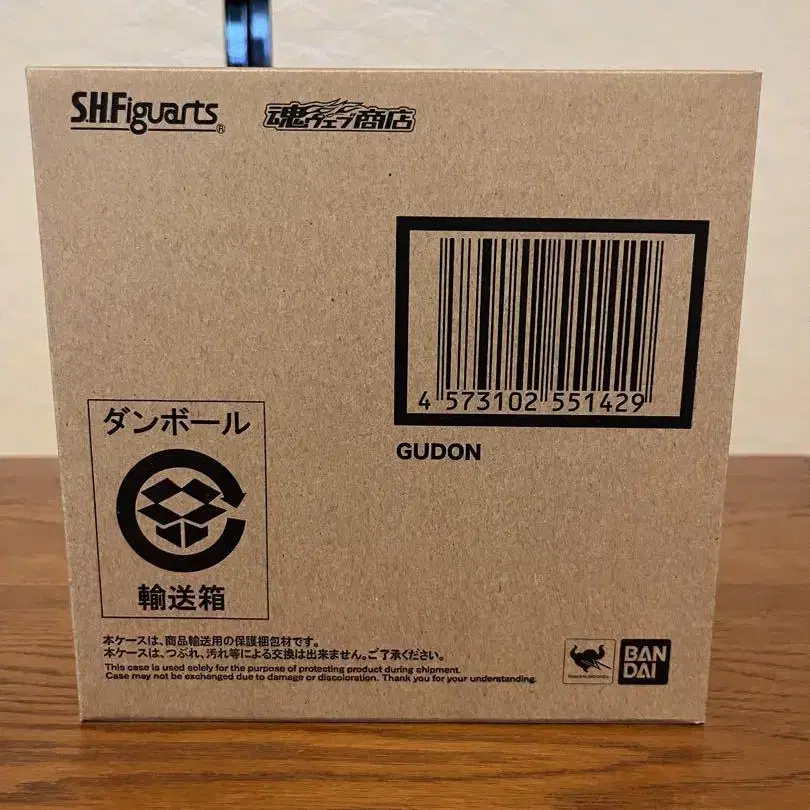 S.H.Figuarts®
魂ウェブ商店
4 573102 551429
GUDON
ダンボール
輸送箱
本ケースは、商品輸送用の保護梱包材です。
本ケースは、つぶれ、汚れ等による交換は出来ません。ご了承ください。
This case is used solely for the purpose of protecting product during shipment.
Case may not be exchanged due to damage or discoloration. Thank you for your understanding.
BAN
DAI